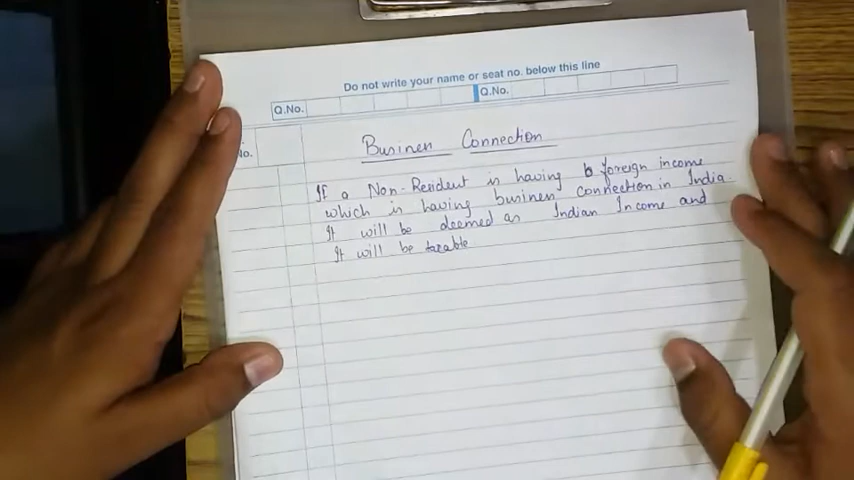 Do not write your name or seat no. below this line
Q.No. Q.No.
No.
Business Connection
If a Non-Resident is having foreign income
which is having business connection in India.
It will be deemed as Indian Income and
It will be taxable